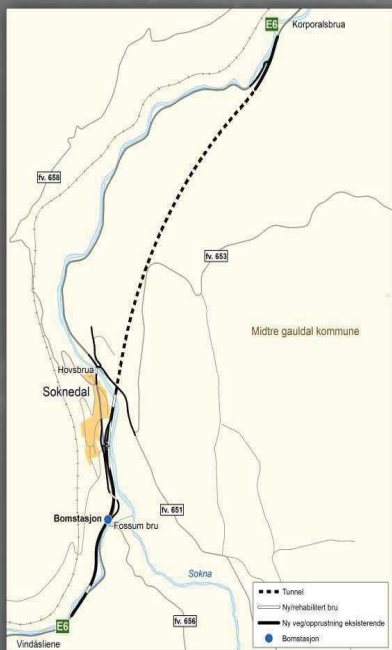 E6
Korporalsbrua
fv. 658
fv. 653
Midtre gauldal kommune
Hovsbrua
Soknedal
fv. 651
Bomstasjon
Fossum bru
Sokna
E6
fv. 656
Vindåsliene
Tunnel
Ny/rehabilitert bru
Ny veg/opprustning eksisterende
Bomstasjon